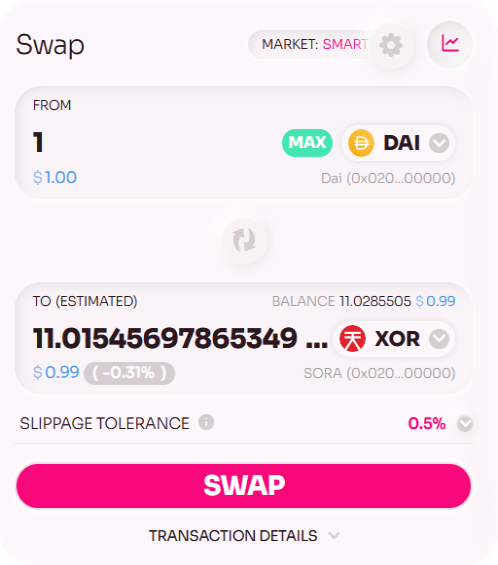 Swap
MARKET: SMART
FROM
1
MAX
DAI
$1.00
Dai (0x020...00000)
TO (ESTIMATED)
BALANCE 11.0285505 $0.99
11.01545697865349 ...
XOR
$0.99 ( -0.31% )
SORA (0x020...00000)
SLIPPAGE TOLERANCE
0.5%
SWAP
TRANSACTION DETAILS